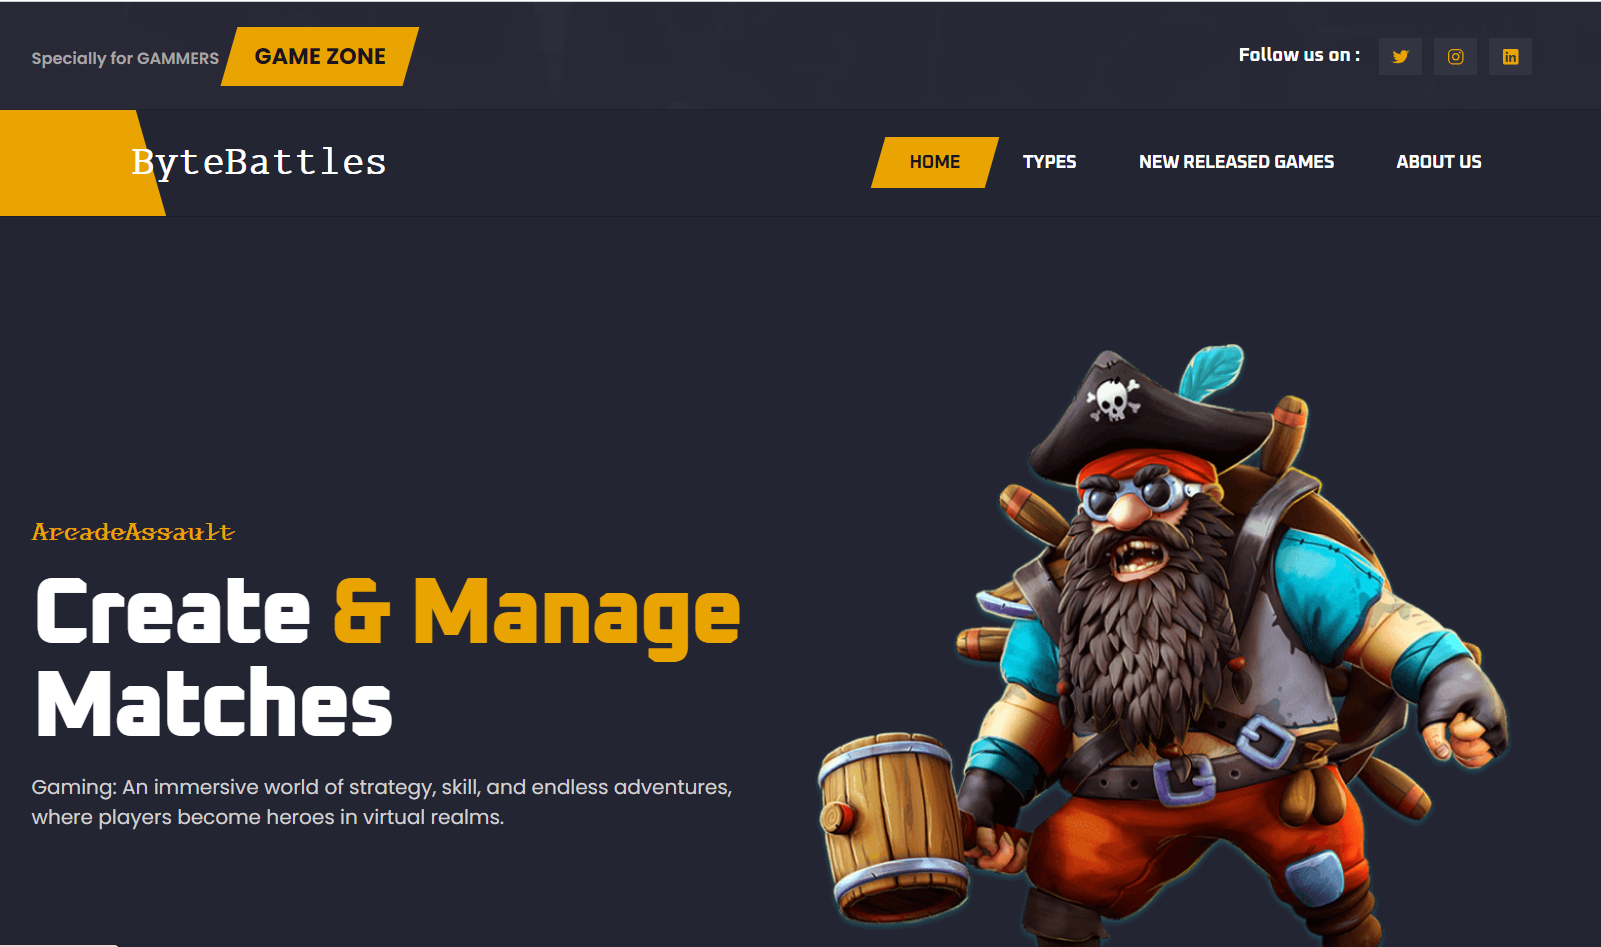 Specially for GAMMERS
GAME ZONE
Follow us on :
ByteBattles
HOME
TYPES
NEW RELEASED GAMES
ABOUT US
ArcadeAssault
Create & Manage
Matches
Gaming: An immersive world of strategy, skill, and endless adventures,
where players become heroes in virtual realms.